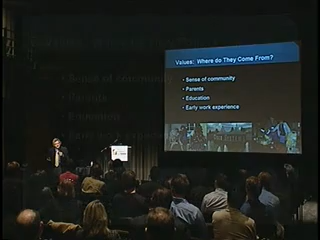 Values: Where do They Come From?
• Sense of community
• Parents
• Education
• Early work experience